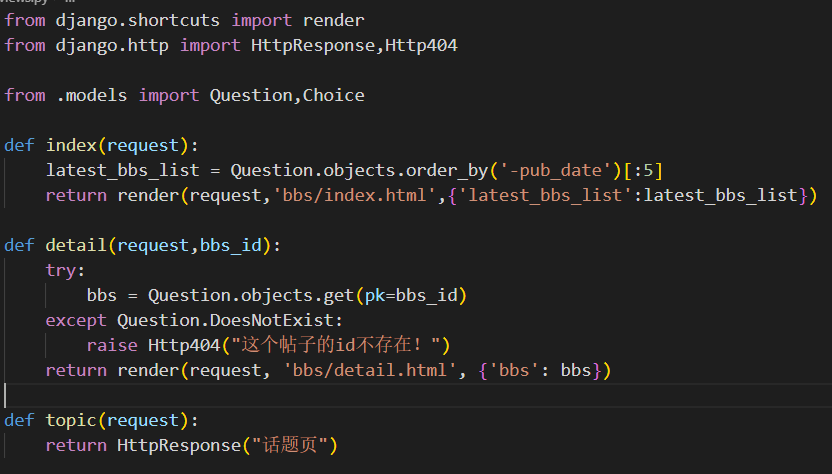 from django.shortcuts import render
from django.http import HttpResponse,Http404
from .models import Question,Choice
def index(request):
latest_bbs_list = Question.objects.order_by('-pub_date')[:5]
return render(request,'bbs/index.html',{'latest_bbs_list':latest_bbs_list})
def detail(request,bbs_id):
try:
bbs = Question.objects.get(pk=bbs_id)
except Question.DoesNotExist:
raise Http404("这个帖子的id不存在！")
return render(request, 'bbs/detail.html', {'bbs': bbs})
def topic(request):
return HttpResponse("话题页")